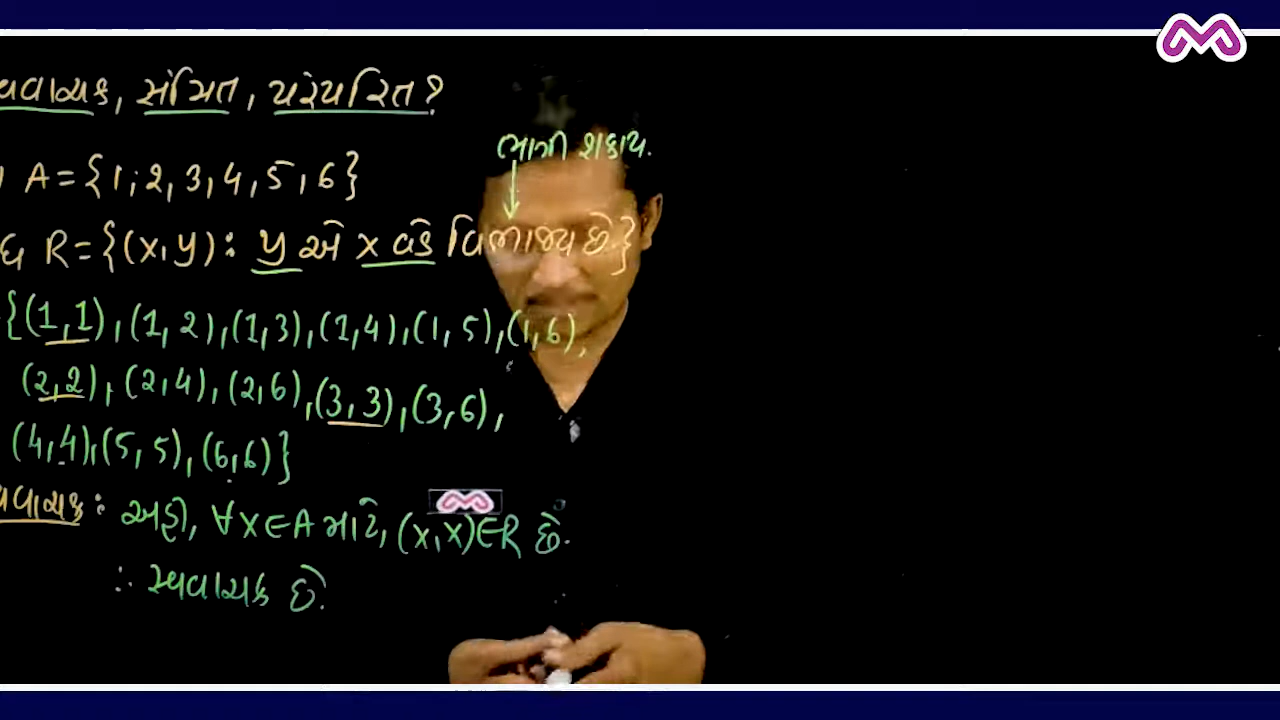 સ્વવાચક, સંમિત, પરંપરિત?
ભાગી શકાય.
A = {1, 2, 3, 4, 5, 6}
R = {(x, y) : y એ x વડે વિભાજ્ય છે.}
{(1, 1), (1, 2), (1, 3), (1, 4), (1, 5), (1, 6),
(2, 2), (2, 4), (2, 6), (3, 3), (3, 6),
(4, 4), (5, 5), (6, 6)}
સ્વવાચક : અહી, ∀ x ∈ A માટે, (x, x) ∈ R છે.
∴ સ્વવાચક છે.